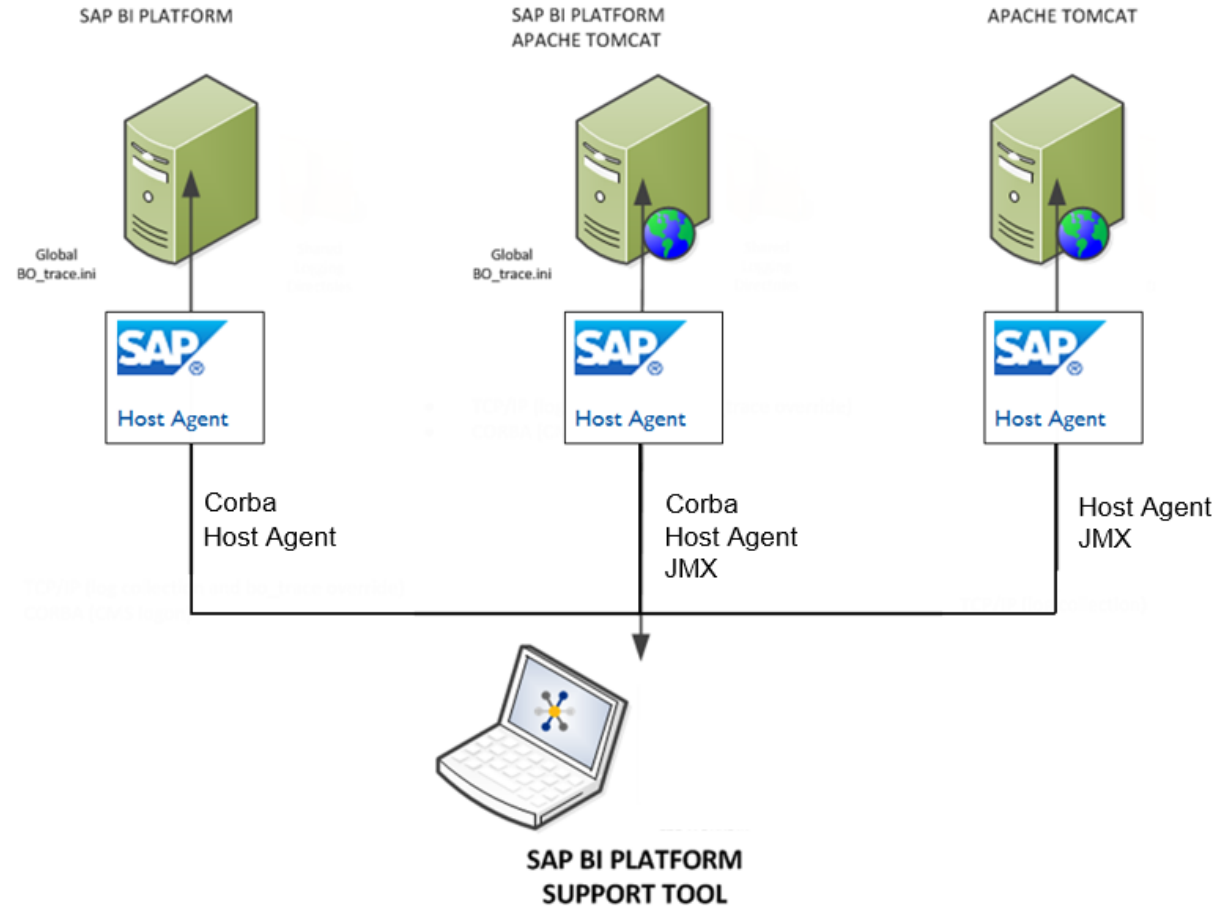 SAP BI PLATFORM
SAP BI PLATFORM
APACHE TOMCAT
APACHE TOMCAT
Global
BO_trace.ini
Global
BO_trace.ini
SAP®
Host Agent
SAP®
Host Agent
SAP®
Host Agent
Corba
Host Agent
Corba
Host Agent
JMX
Host Agent
JMX
SAP BI PLATFORM
SUPPORT TOOL